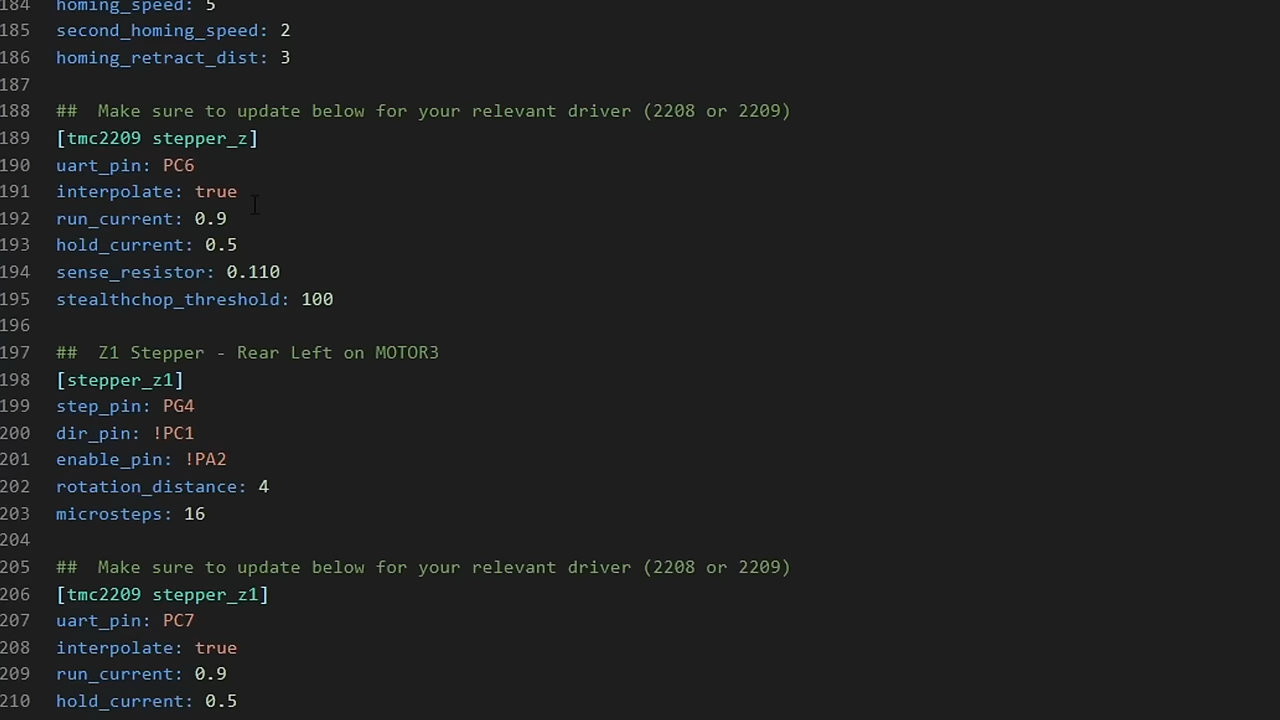 184 homing_speed: 5
185 second_homing_speed: 2
186 homing_retract_dist: 3
187
188 ##  Make sure to update below for your relevant driver (2208 or 2209)
189 [tmc2209 stepper_z]
190 uart_pin: PC6
191 interpolate: true
192 run_current: 0.9
193 hold_current: 0.5
194 sense_resistor: 0.110
195 stealthchop_threshold: 100
196
197 ##  Z1 Stepper - Rear Left on MOTOR3
198 [stepper_z1]
199 step_pin: PG4
200 dir_pin: !PC1
201 enable_pin: !PA2
202 rotation_distance: 4
203 microsteps: 16
204
205 ##  Make sure to update below for your relevant driver (2208 or 2209)
206 [tmc2209 stepper_z1]
207 uart_pin: PC7
208 interpolate: true
209 run_current: 0.9
210 hold_current: 0.5